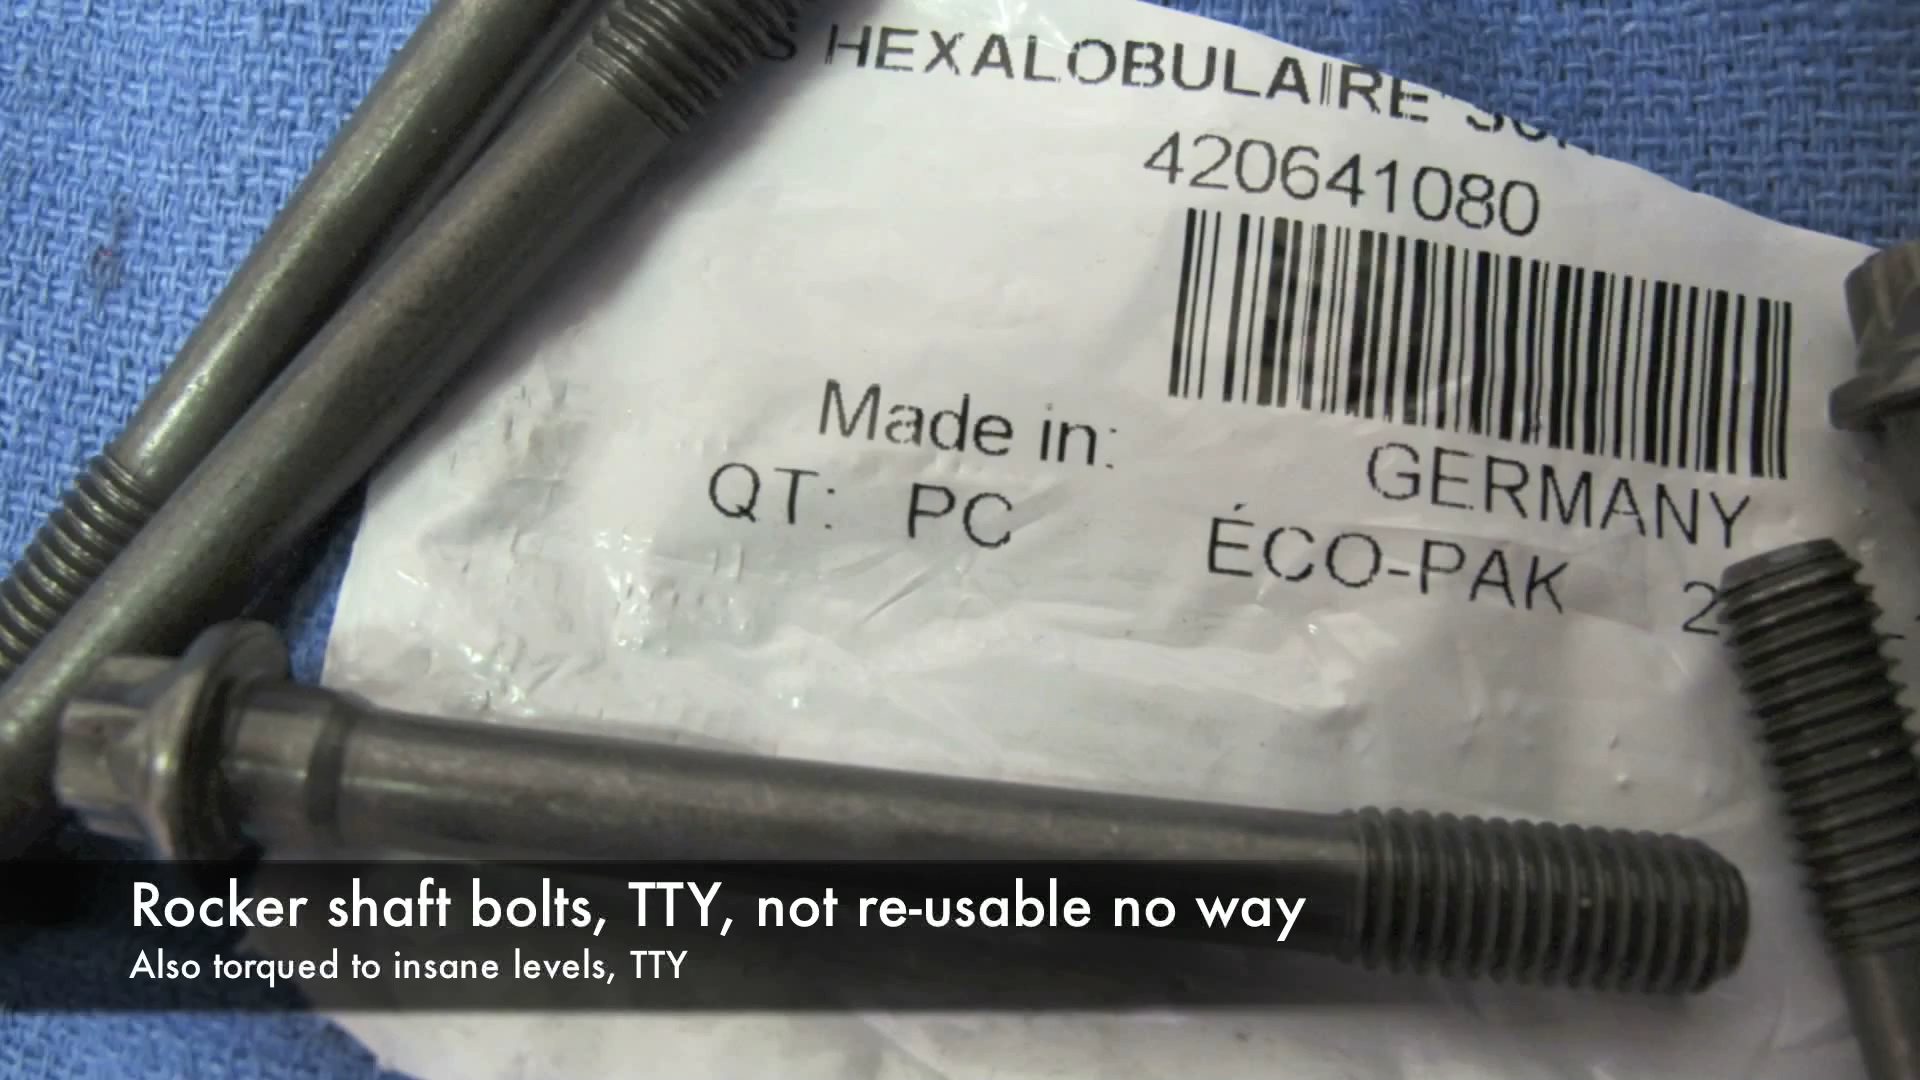 HEXALOBULAIRE
420641080
Made in: GERMANY
QT: PC ÉCO-PAK 2
Rocker shaft bolts, TTY, not re-usable no way
Also torqued to insane levels, TTY